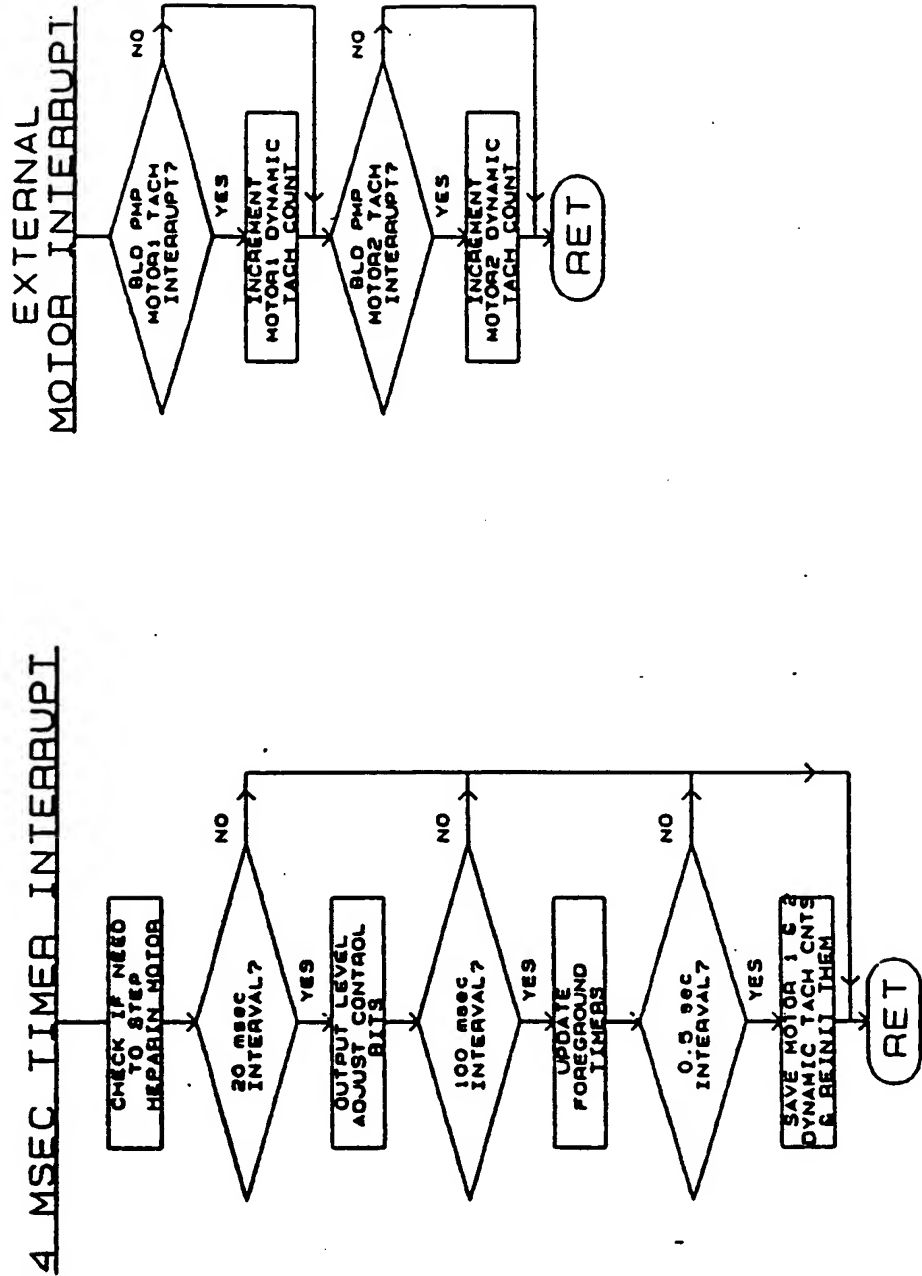 4 MSEC TIMER INTERRUPT
CHECK IF NEED
TO STEP
HEPARIN MOTOR
20 msec
INTERVAL?
NO
YES
OUTPUT LEVEL
ADJUST CONTROL
BITS
100 msec
INTERVAL?
NO
YES
UPDATE
FOREGROUND
TIMERS
0.5 sec
INTERVAL?
NO
YES
SAVE MOTOR 1 & 2
DYNAMIC TACH CNTS
& REINIT THEM
RET
EXTERNAL
MOTOR INTERRUPT
BLD PMP
MOTOR1 TACH
INTERRUPT?
NO
YES
INCREMENT
MOTOR1 DYNAMIC
TACH COUNT
BLD PMP
MOTOR2 TACH
INTERRUPT?
NO
YES
INCREMENT
MOTOR2 DYNAMIC
TACH COUNT
RET